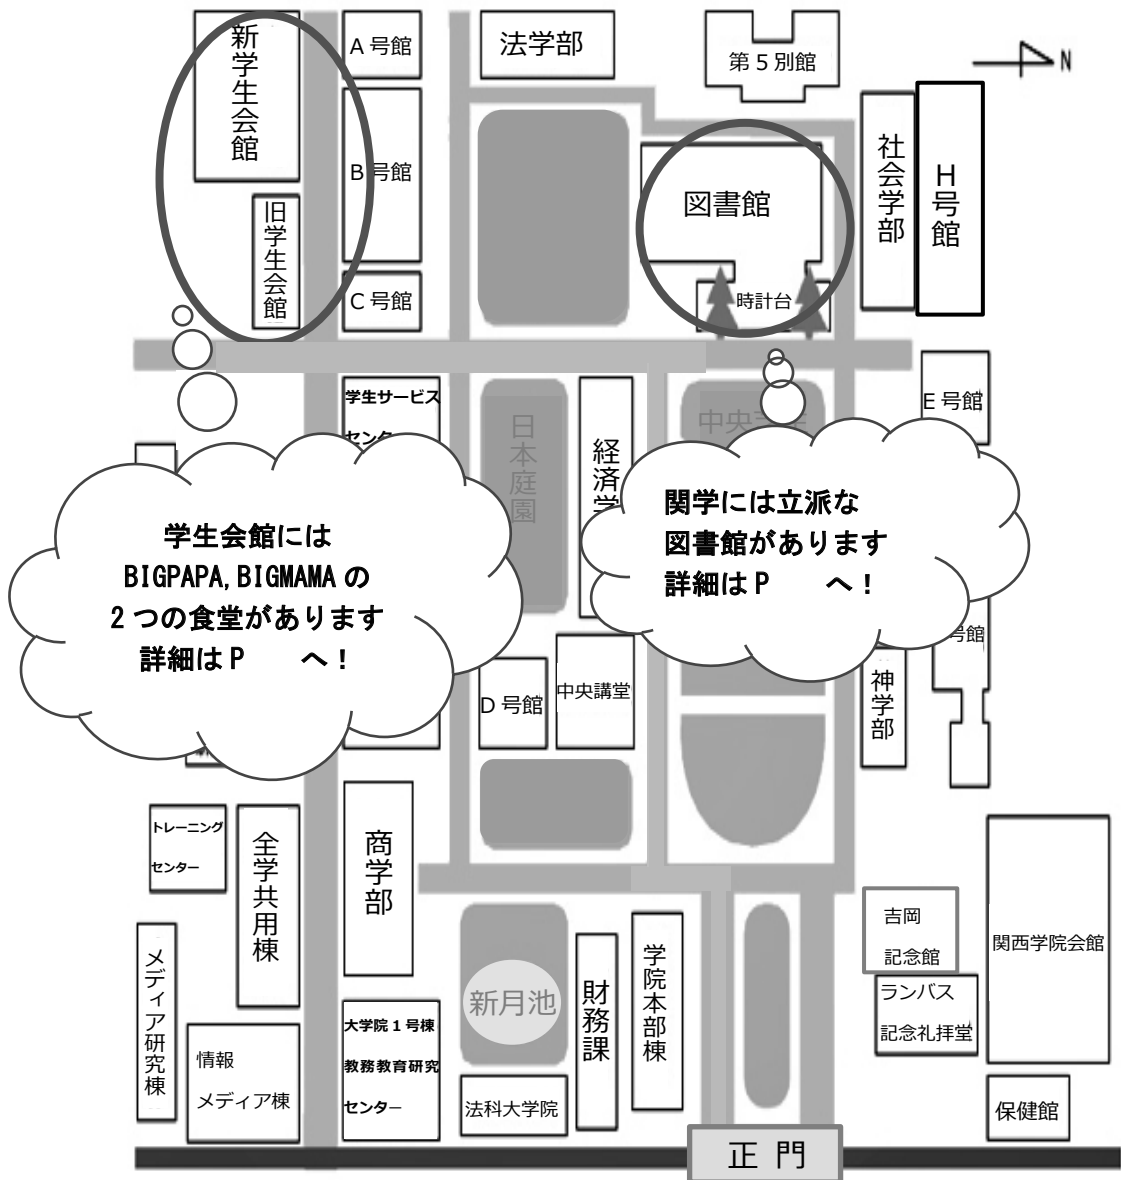 新学生会館
A号館
法学部
第5別館
N
B号館
図書館
社会学部
H号館
旧学生会館
C号館
時計台
学生サービス
センター
日本庭園
経済学
中央芝生
E号館
学生会館には
BIGPAPA,BIGMAMAの
2つの食堂があります
詳細はP　　へ！
関学には立派な
図書館があります
詳細はP　　へ！
号館
D号館
中央講堂
神学部
トレーニング
センター
全学共用棟
商学部
吉岡
記念館
関西学院会館
メディア研究棟
新月池
財務課
学院本部棟
ランバス
記念礼拝堂
情報
メディア棟
大学院1号棟
教務教育研究
センター
法科大学院
保健館
正 門